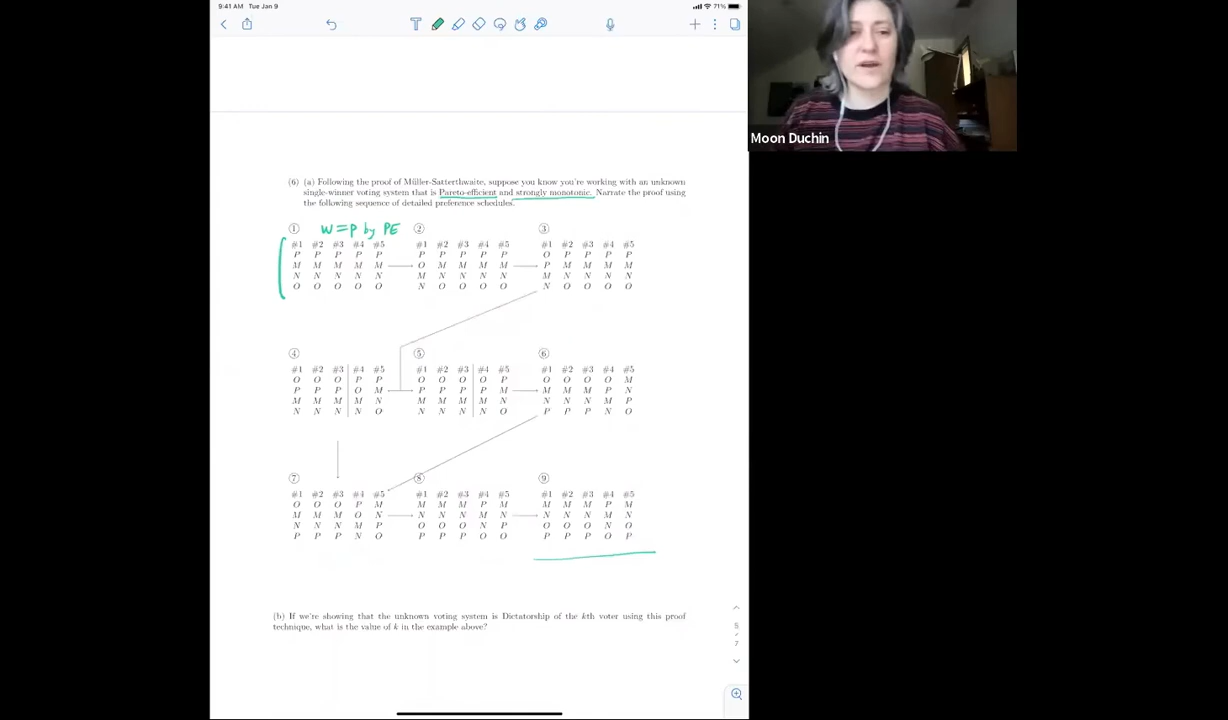 9:41 AM Tue Jan 9
71%
Moon Duchin
(6) (a) Following the proof of Müller-Satterthwaite, suppose you know you're working with an unknown
single-winner voting system that is Pareto-efficient and strongly monotonic. Narrate the proof using
the following sequence of detailed preference schedules.
① W=P by PE ② ③
#1 #2 #3 #4 #5 #1 #2 #3 #4 #5 #1 #2 #3 #4 #5
P P P P P P P P P P O P P P P
M M M M M O M M M M P M M M M
N N N N N M N N N N M N N N N
O O O O O N O O O O N O O O O
④ ⑤ ⑥
#1 #2 #3 #4 #5 #1 #2 #3 #4 #5 #1 #2 #3 #4 #5
O O O P P O O O O P O O O O M
P P P O M P P P P M M M M P N
M M M M N M M M M N N N N M P
N N N N O N N N N O P P P N O
⑦ ⑧ ⑨
#1 #2 #3 #4 #5 #1 #2 #3 #4 #5 #1 #2 #3 #4 #5
O O O P M M M M P M M M M P M
M M M O N N N N M N N N N M N
N N N M P O O O N P O O O N O
P P P N O P P P O O P P P O P
(b) If we're showing that the unknown voting system is Dictatorship of the kth voter using this proof
technique, what is the value of k in the example above?
5
/
7